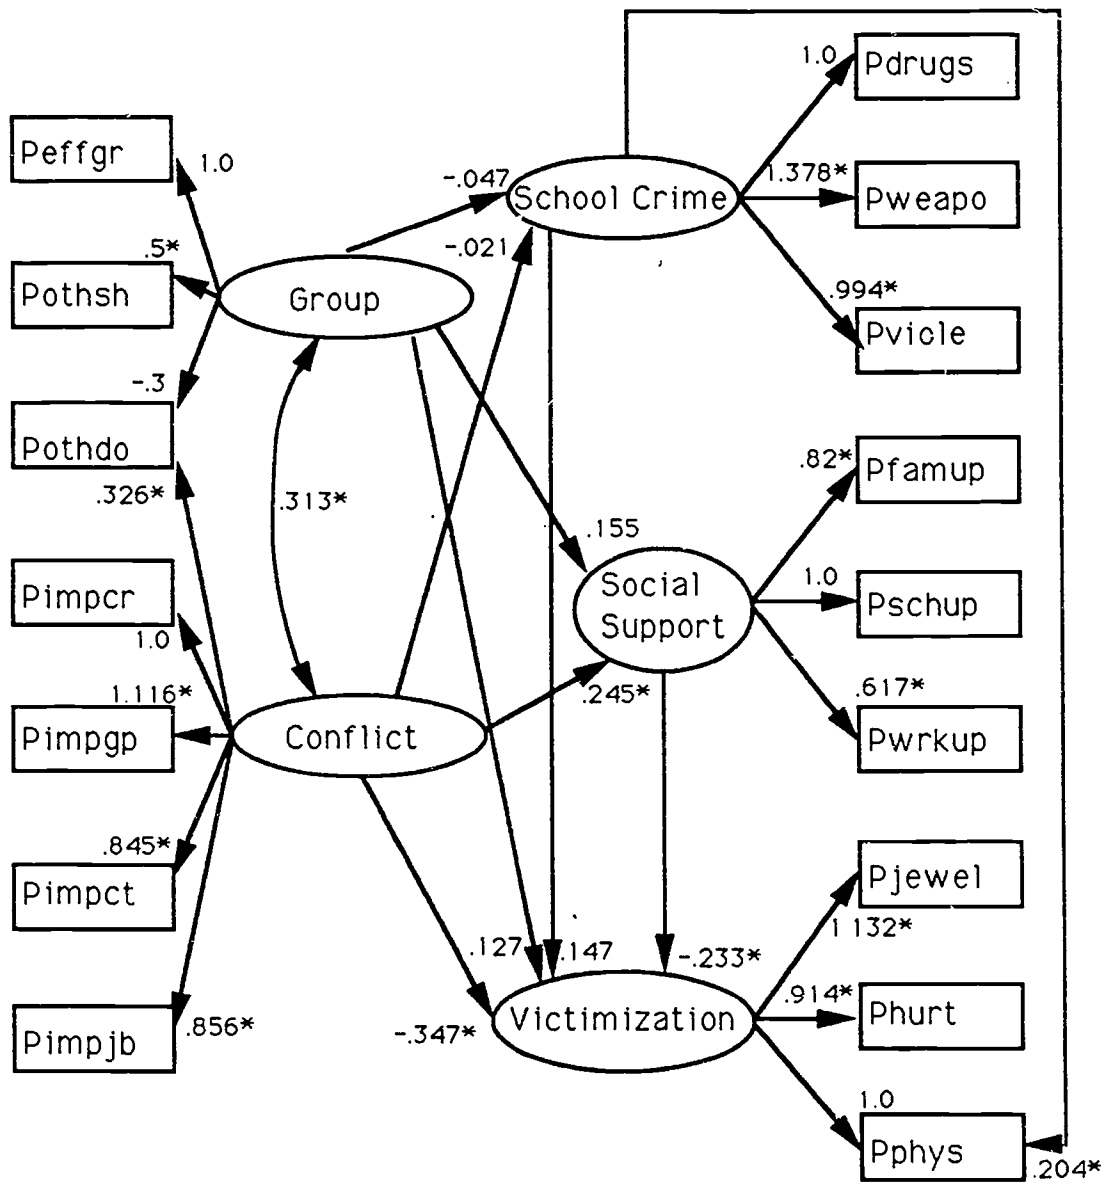 1.0
Pdrugs
Peffgr
1.0
-.047
School Crime
1.378*
Pweapo
.5*
-.021
Pothsh
Group
.994*
Pvicle
-.3
Pothdo
.326*
.313*
.82*
Pfamup
.155
Pimpcr
1.0
Social
Support
1.0
Pschup
1.116*
.245*
.617*
Pimpgp
Conflict
Pwrkup
.845*
Pimpct
Pjewel
1 132*
.127
.147
-.233*
.914*
Pimpjb
.856*
-.347*
Victimization
Phurt
1.0
Pphys
.204*